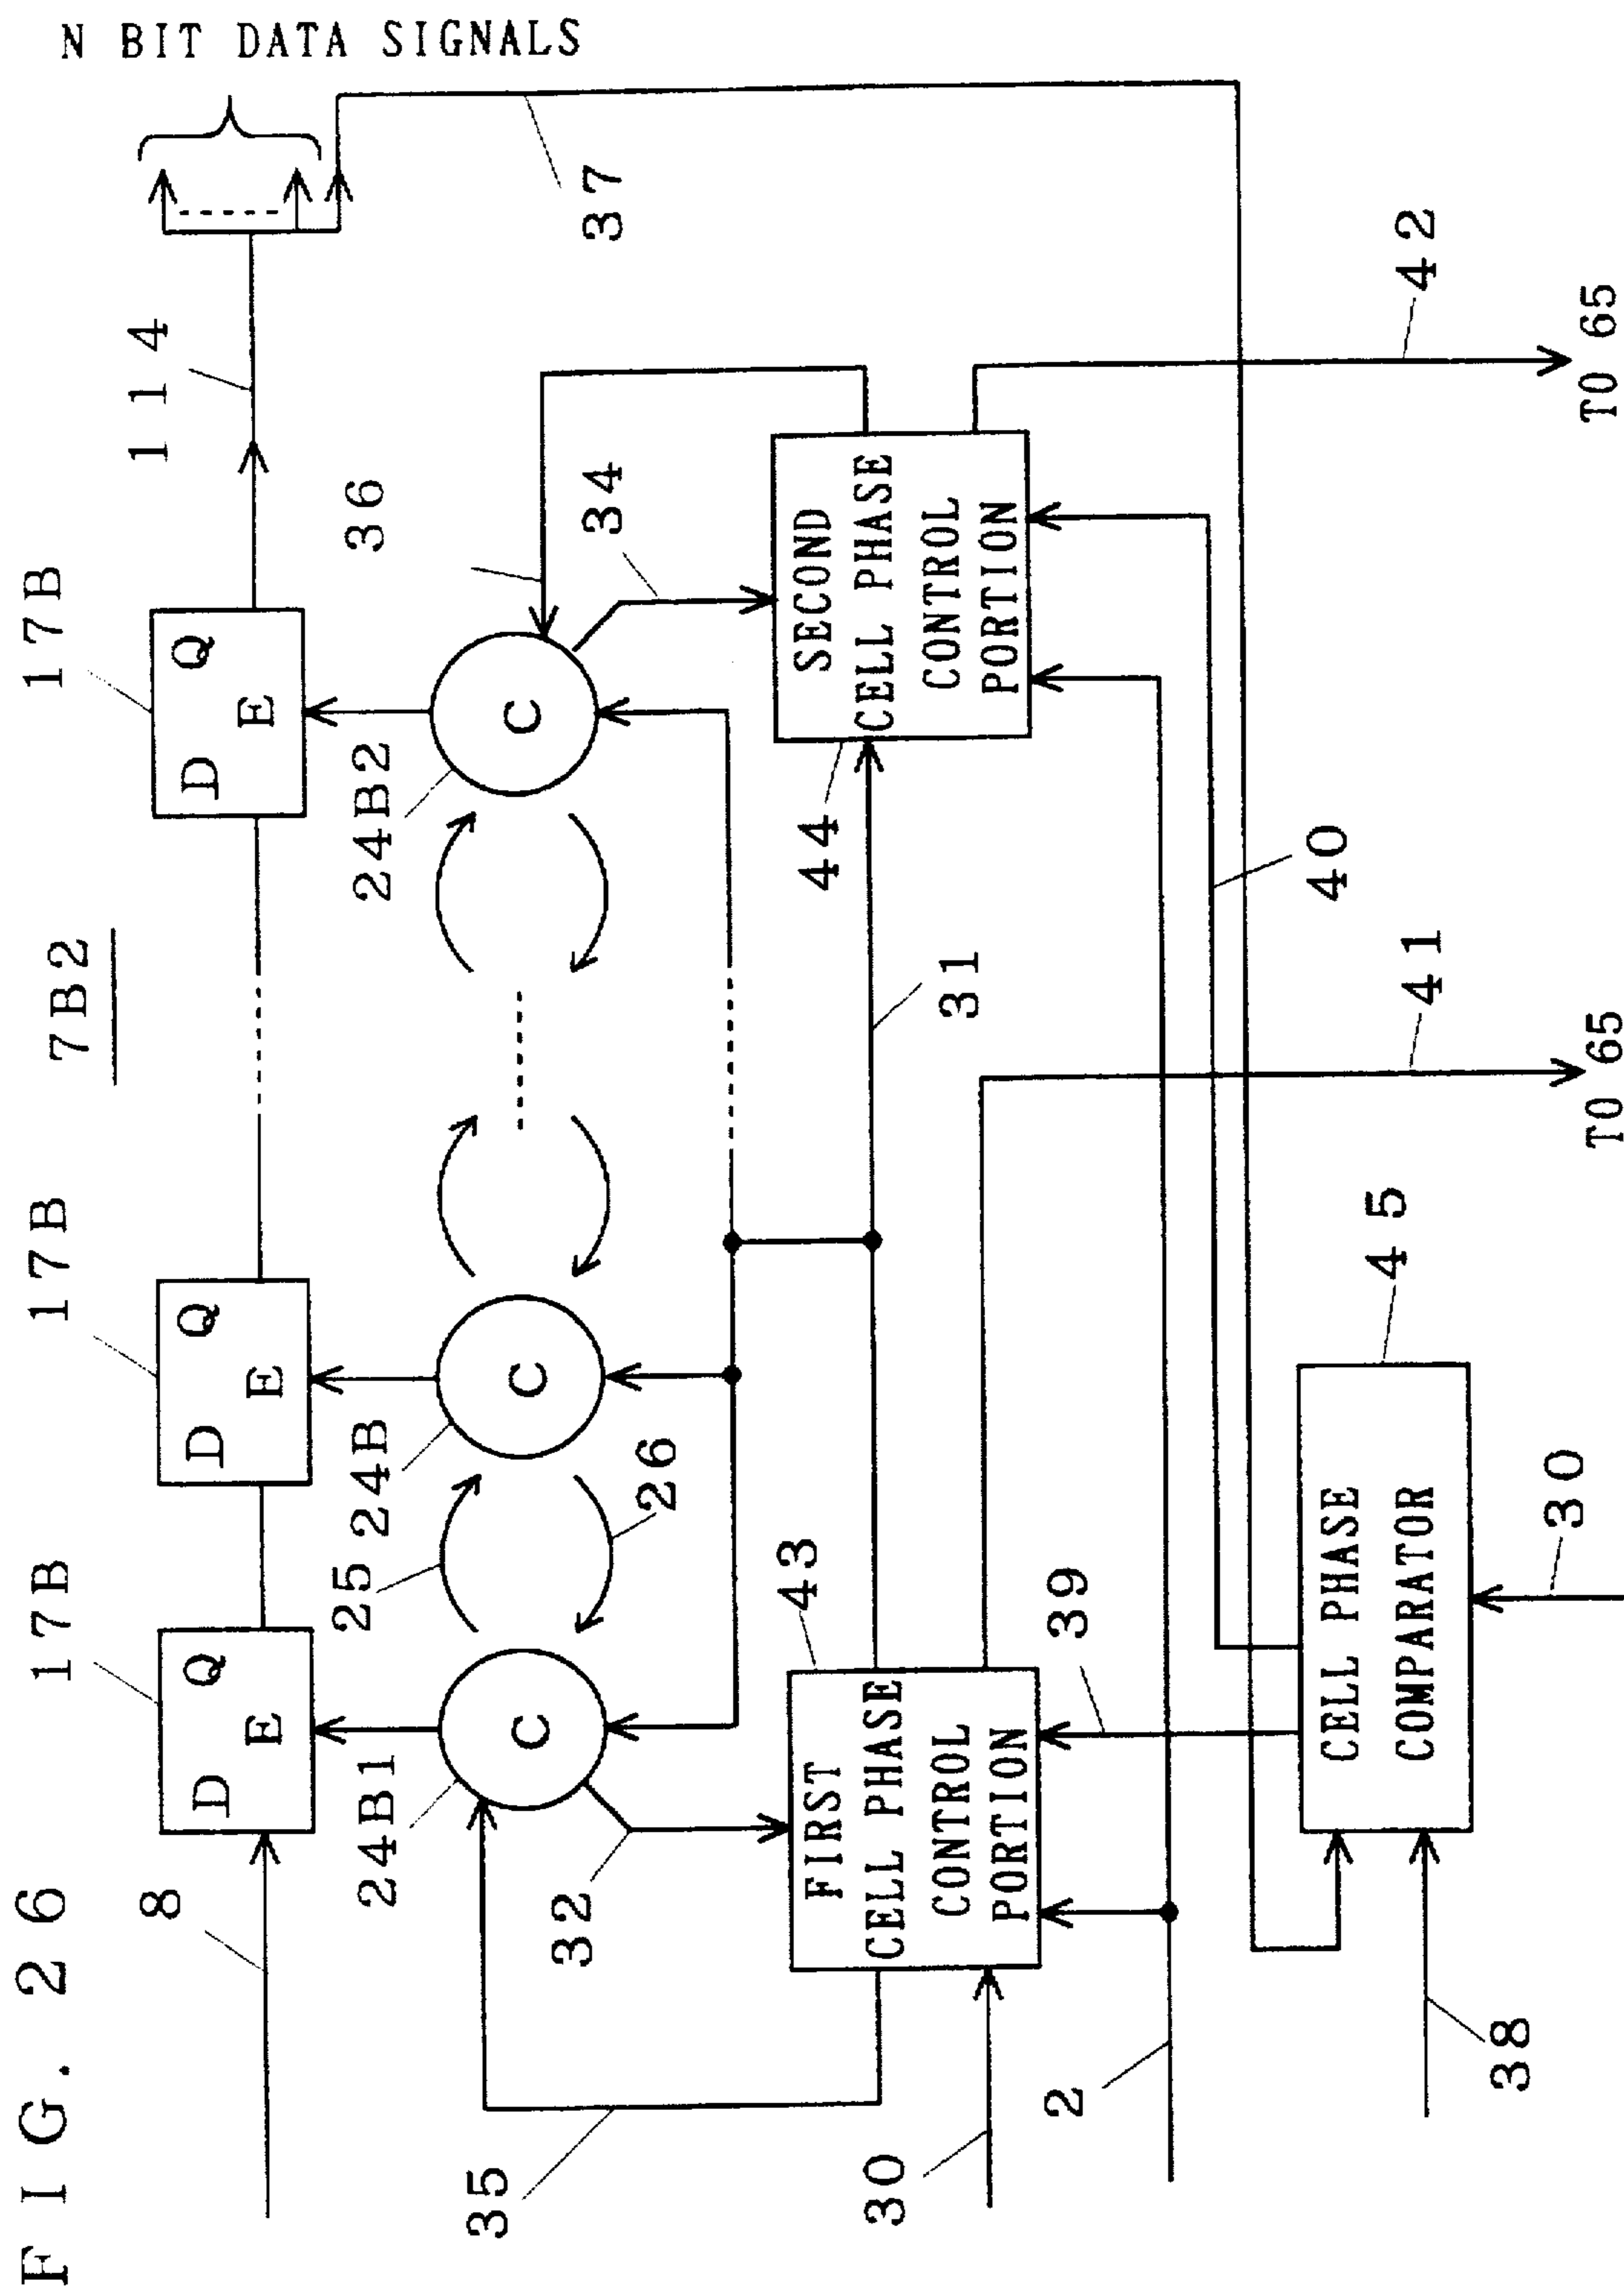 FIG. 26
7B2
N BIT DATA SIGNALS
8
17B
17B
17B
114
D Q
E
D Q
E
D Q
E
24B1
24B
24B2
36
C
C
C
25
26
35
32
34
37
43
44
FIRST
CELL PHASE
CONTROL
PORTION
SECOND
CELL PHASE
CONTROL
PORTION
30
31
39
2
40
41
42
45
CELL PHASE
COMPARATOR
38
30
TO 65
TO 65